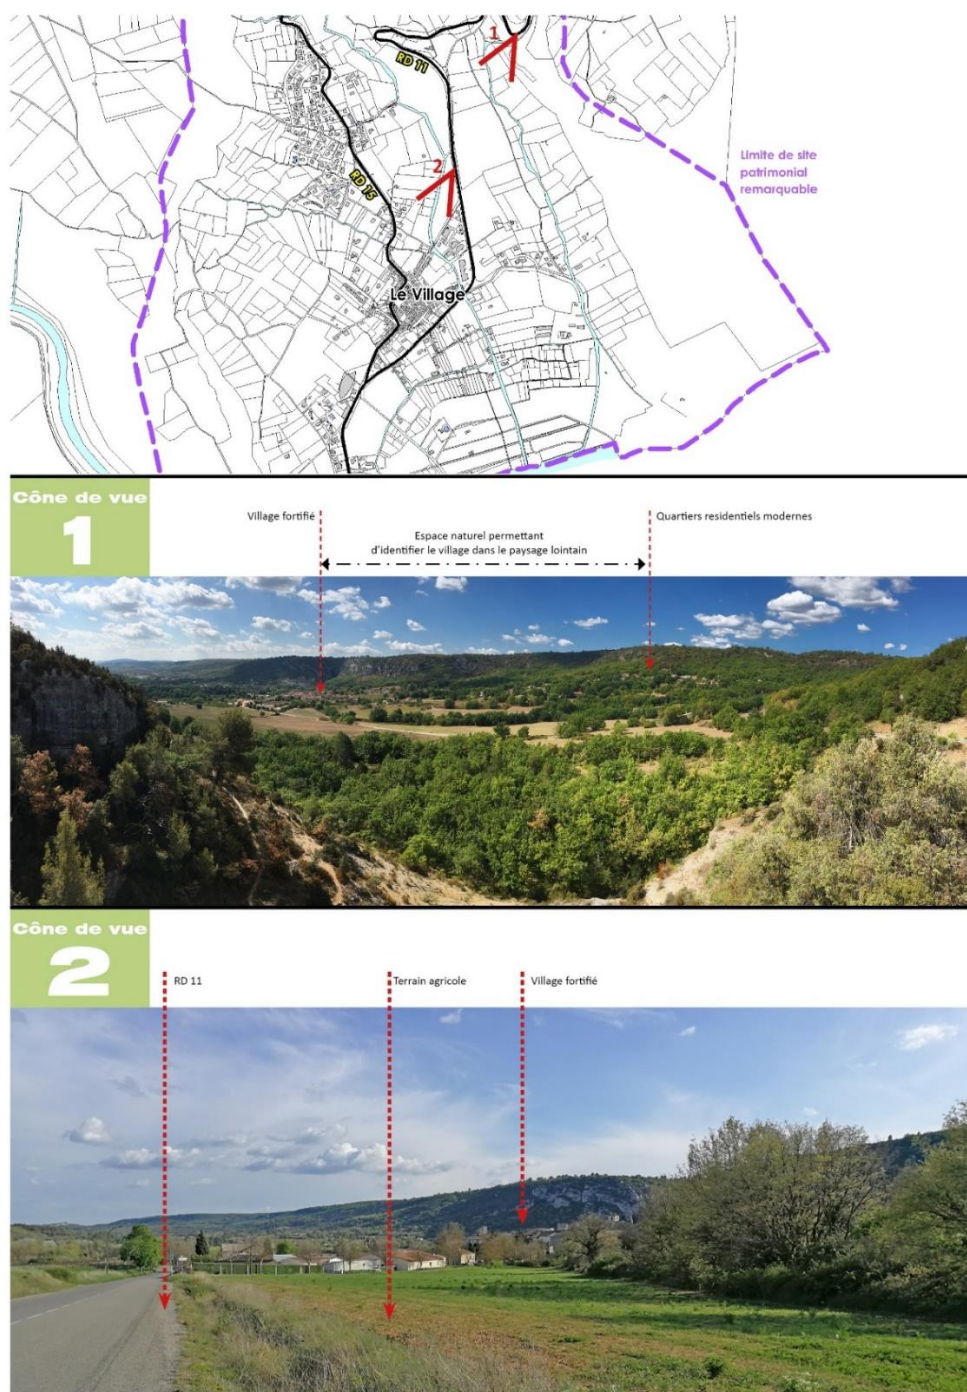 1
RD 11
2
RD 15
Limite de site
patrimonial
remarquable
Le Village
Cône de vue
1
Village fortifié
Espace naturel permettant
d'identifier le village dans le paysage lointain
Quartiers residentiels modernes
Cône de vue
2
RD 11
Terrain agricole
Village fortifié